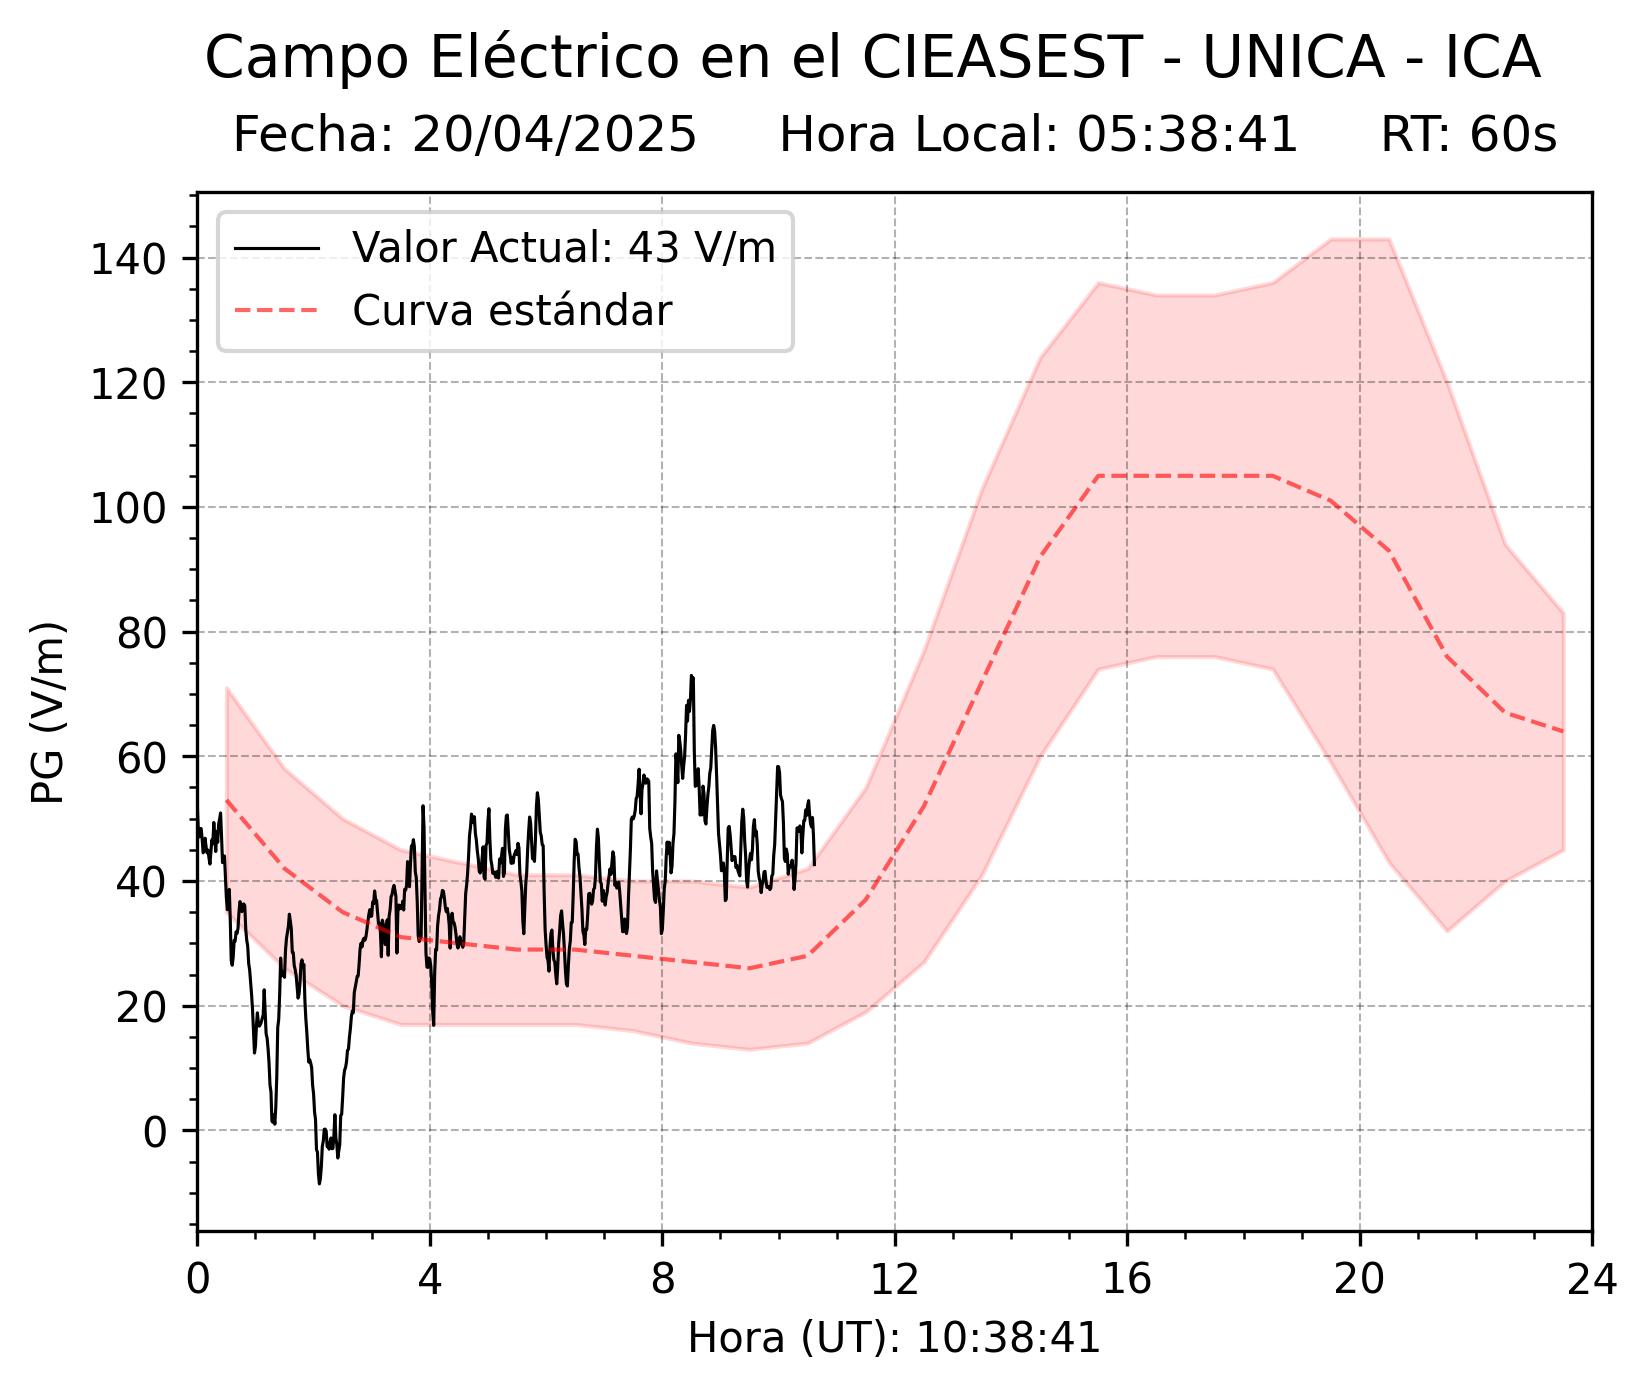 Campo Eléctrico en el CIEASEST - UNICA - ICA
Fecha: 20/04/2025 Hora Local: 05:38:41 RT: 60s
Valor Actual: 43 V/m
Curva estándar
140
120
100
80
60
40
20
0
PG (V/m)
0 4 8 12 16 20 24
Hora (UT): 10:38:41